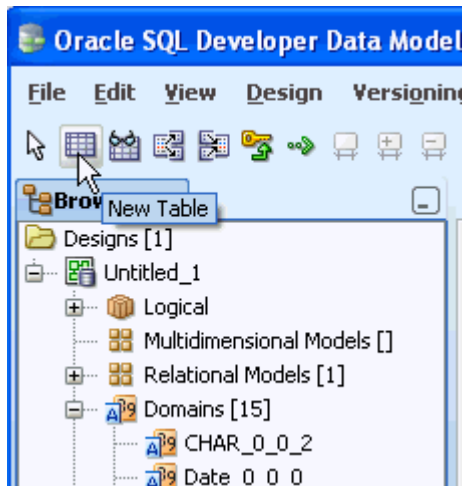 Oracle SQL Developer Data Model
File Edit View Design Versioning
Brow
New Table
Designs [1]
Untitled_1
Logical
Multidimensional Models []
Relational Models [1]
Domains [15]
CHAR_0_0_2
Date_0_0_0